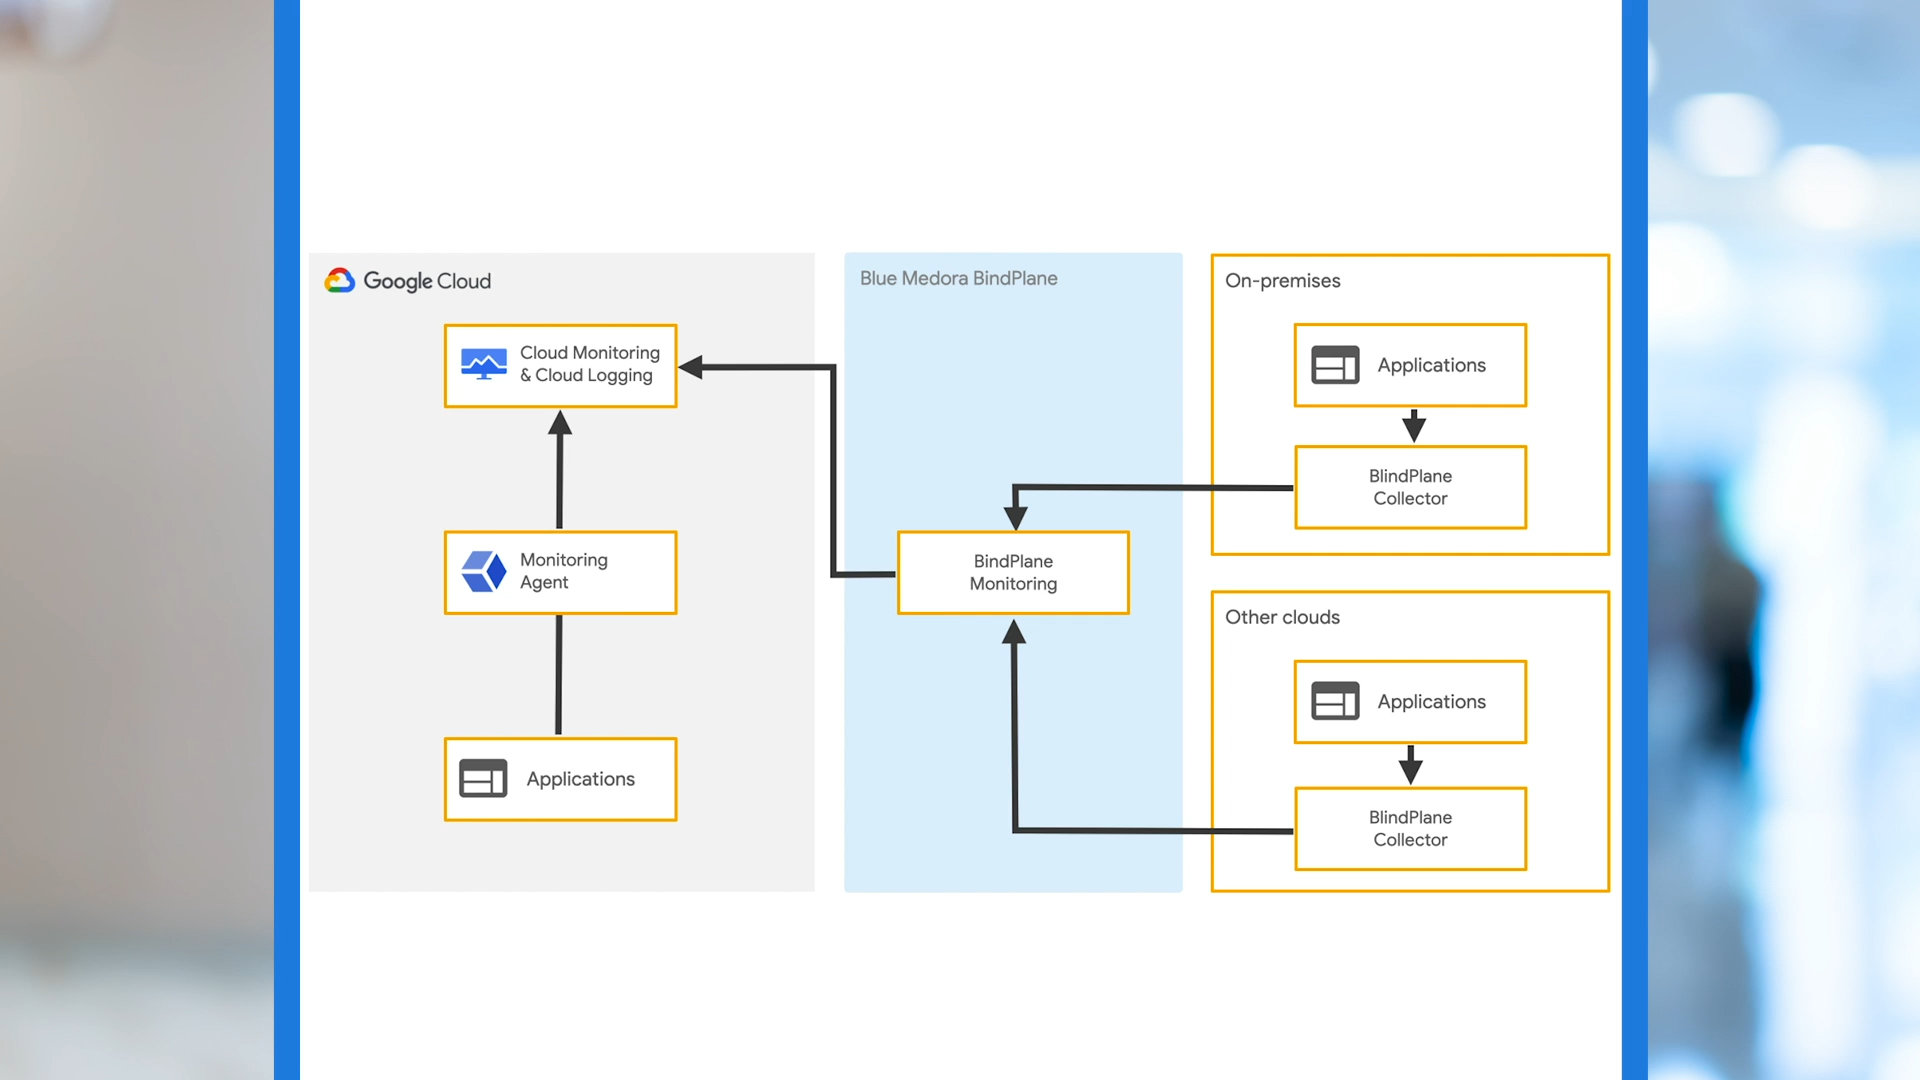 Google Cloud
Cloud Monitoring
& Cloud Logging
Monitoring
Agent
Applications
Blue Medora BindPlane
BindPlane
Monitoring
On-premises
Applications
BlindPlane
Collector
Other clouds
Applications
BlindPlane
Collector